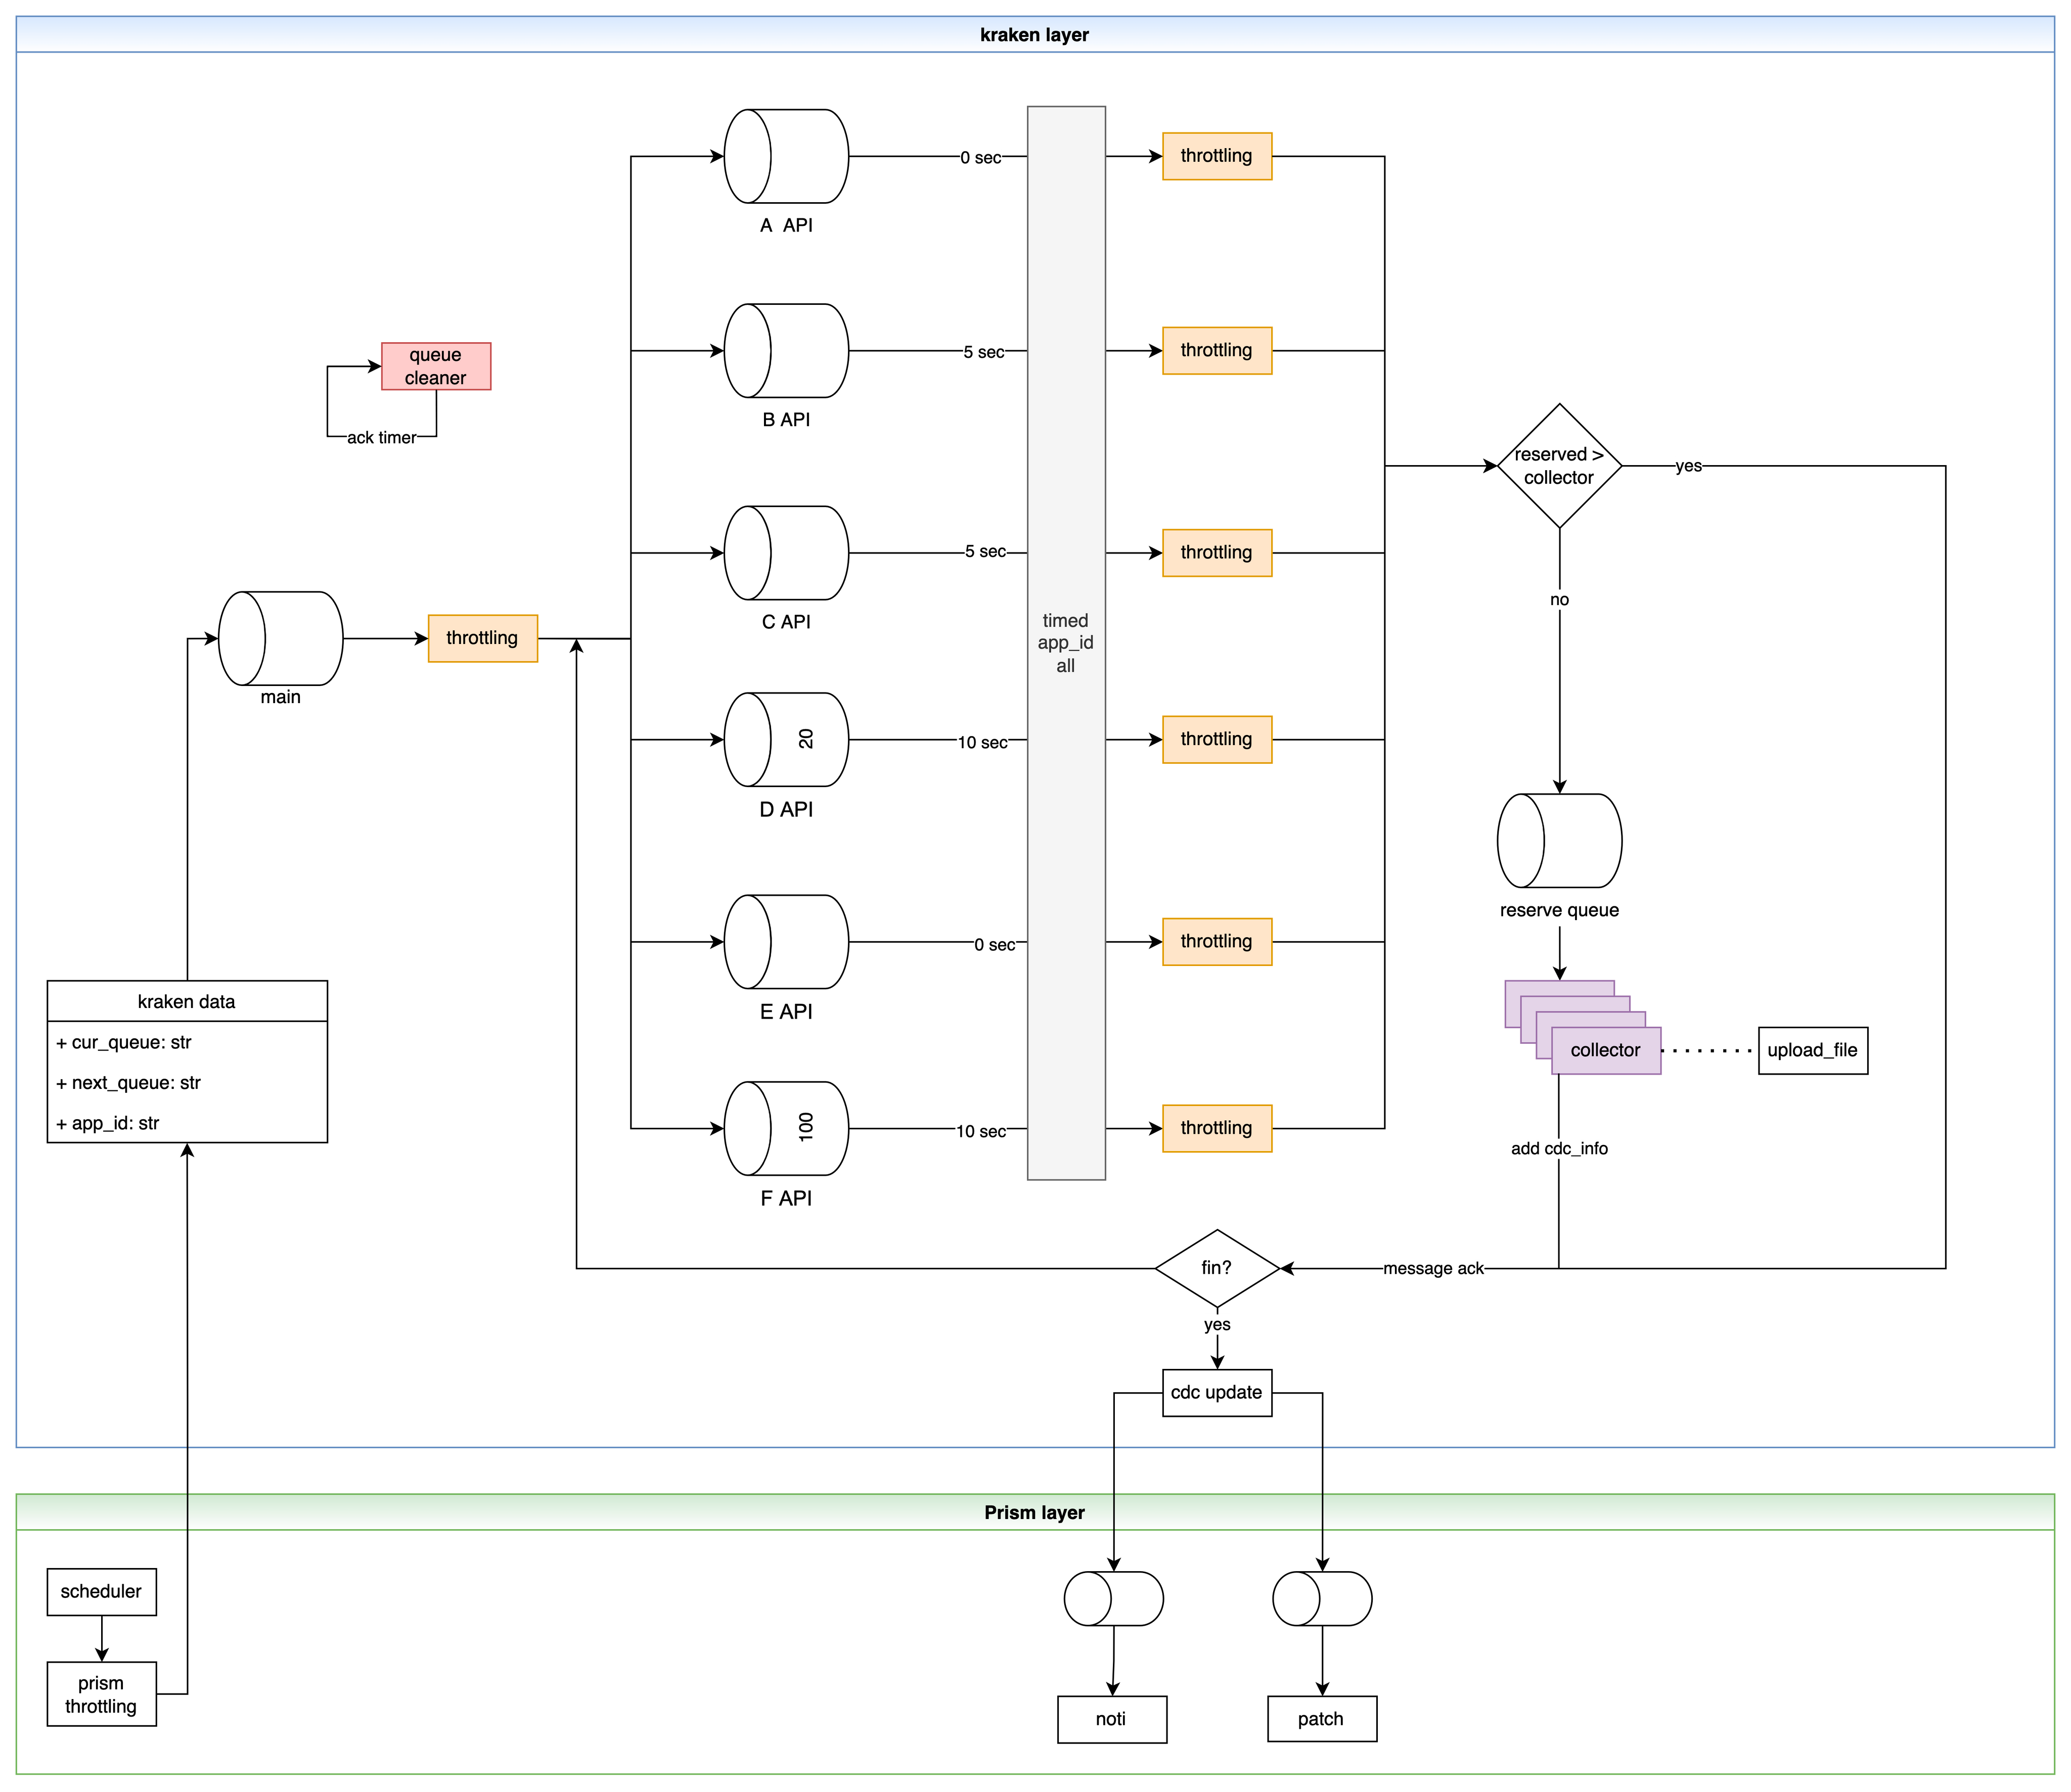 kraken layer
A  API
0 sec
throttling
B API
5 sec
throttling
queue
cleaner
ack timer
C API
5 sec
throttling
timed
app_id
all
reserved >
collector
yes
no
main
throttling
20
D API
10 sec
throttling
reserve queue
E API
0 sec
throttling
kraken data
+ cur_queue: str
+ next_queue: str
+ app_id: str
collector
upload_file
100
F API
10 sec
throttling
add cdc_info
message ack
fin?
yes
cdc update
Prism layer
scheduler
prism
throttling
noti
patch